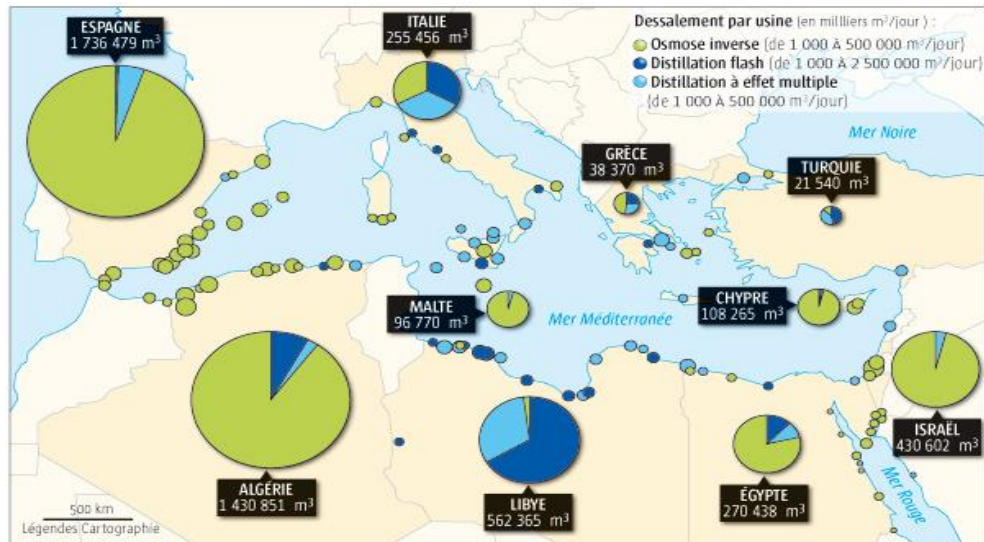 ESPAGNE
1 736 479 m³
ITALIE
255 456 m³
Dessalement par usine (en milliers m³/jour) :
Osmose inverse (de 1 000 à 500 000 m³/jour)
Distillation flash (de 1 000 À 2 500 000 m³/jour)
Distillation à effet multiple
(de 1 000 À 500 000 m³/jour)
Mer Noire
GRÈCE
38 370 m³
TURQUIE
21 540 m³
MALTE
96 770 m³
Mer Méditerranée
CHYPRE
108 265 m³
ISRAËL
430 602 m³
ALGÉRIE
1 430 851 m³
LIBYE
562 365 m³
ÉGYPTE
270 438 m³
Mer Rouge
500 km
Légendes Cartographie